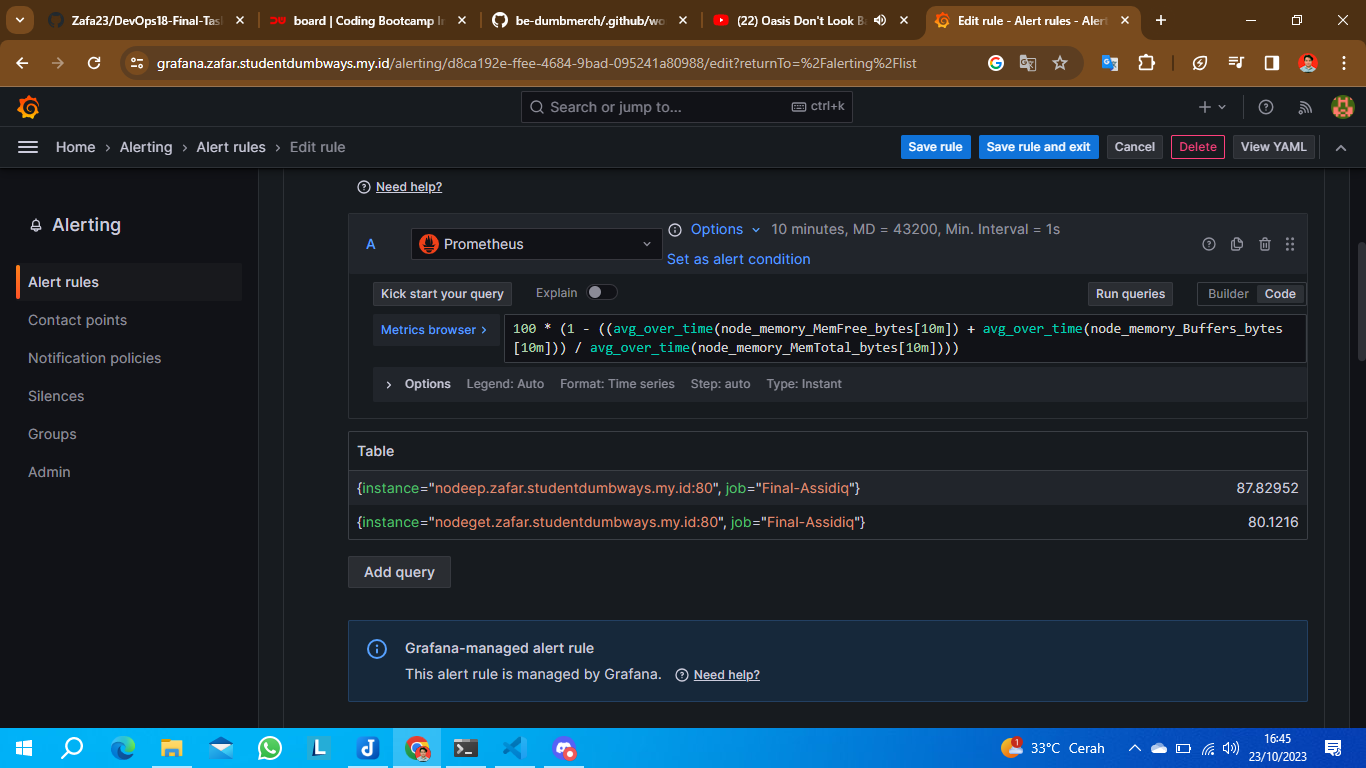 Zafa23/DevOps18-Final-Tas
board | Coding Bootcamp In
be-dumbmerch/.github/wo
(22) Oasis Don't Look B
Edit rule - Alert rules - Alert
grafana.zafar.studentdumbways.my.id/alerting/d8ca192e-ffee-4684-9bad-095241a80988/edit?returnTo=%2Falerting%2Flist
Search or jump to...
ctrl+k
Home › Alerting › Alert rules › Edit rule
Save rule
Save rule and exit
Cancel
Delete
View YAML
Need help?
Alerting
Alert rules
Contact points
Notification policies
Silences
Groups
Admin
A
Prometheus
Options
10 minutes, MD = 43200, Min. Interval = 1s
Set as alert condition
Kick start your query
Explain
Run queries
Builder
Code
Metrics browser >
100 * (1 - ((avg_over_time(node_memory_MemFree_bytes[10m]) + avg_over_time(node_memory_Buffers_bytes
[10m])) / avg_over_time(node_memory_MemTotal_bytes[10m])))
Options Legend: Auto Format: Time series Step: auto Type: Instant
Table
{instance="nodeep.zafar.studentdumbways.my.id:80", job="Final-Assidiq"} 87.82952
{instance="nodeget.zafar.studentdumbways.my.id:80", job="Final-Assidiq"} 80.1216
Add query
Grafana-managed alert rule
This alert rule is managed by Grafana.
Need help?
1
33°C Cerah
16:45
23/10/2023